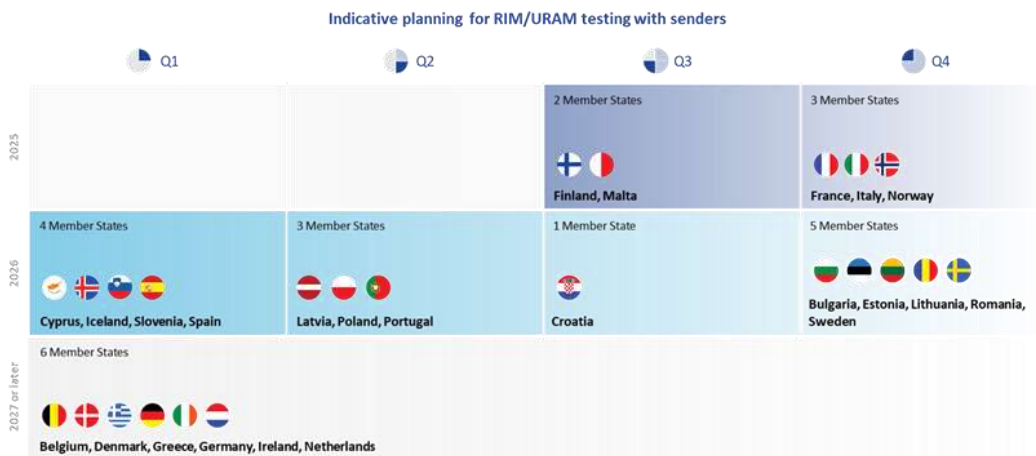 Indicative planning for RIM/URAM testing with senders
Q1
Q2
Q3
Q4
2025
2 Member States
Finland, Malta
3 Member States
France, Italy, Norway
2026
4 Member States
Cyprus, Iceland, Slovenia, Spain
3 Member States
Latvia, Poland, Portugal
1 Member State
Croatia
5 Member States
Bulgaria, Estonia, Lithuania, Romania,
Sweden
2027 or later
6 Member States
Belgium, Denmark, Greece, Germany, Ireland, Netherlands